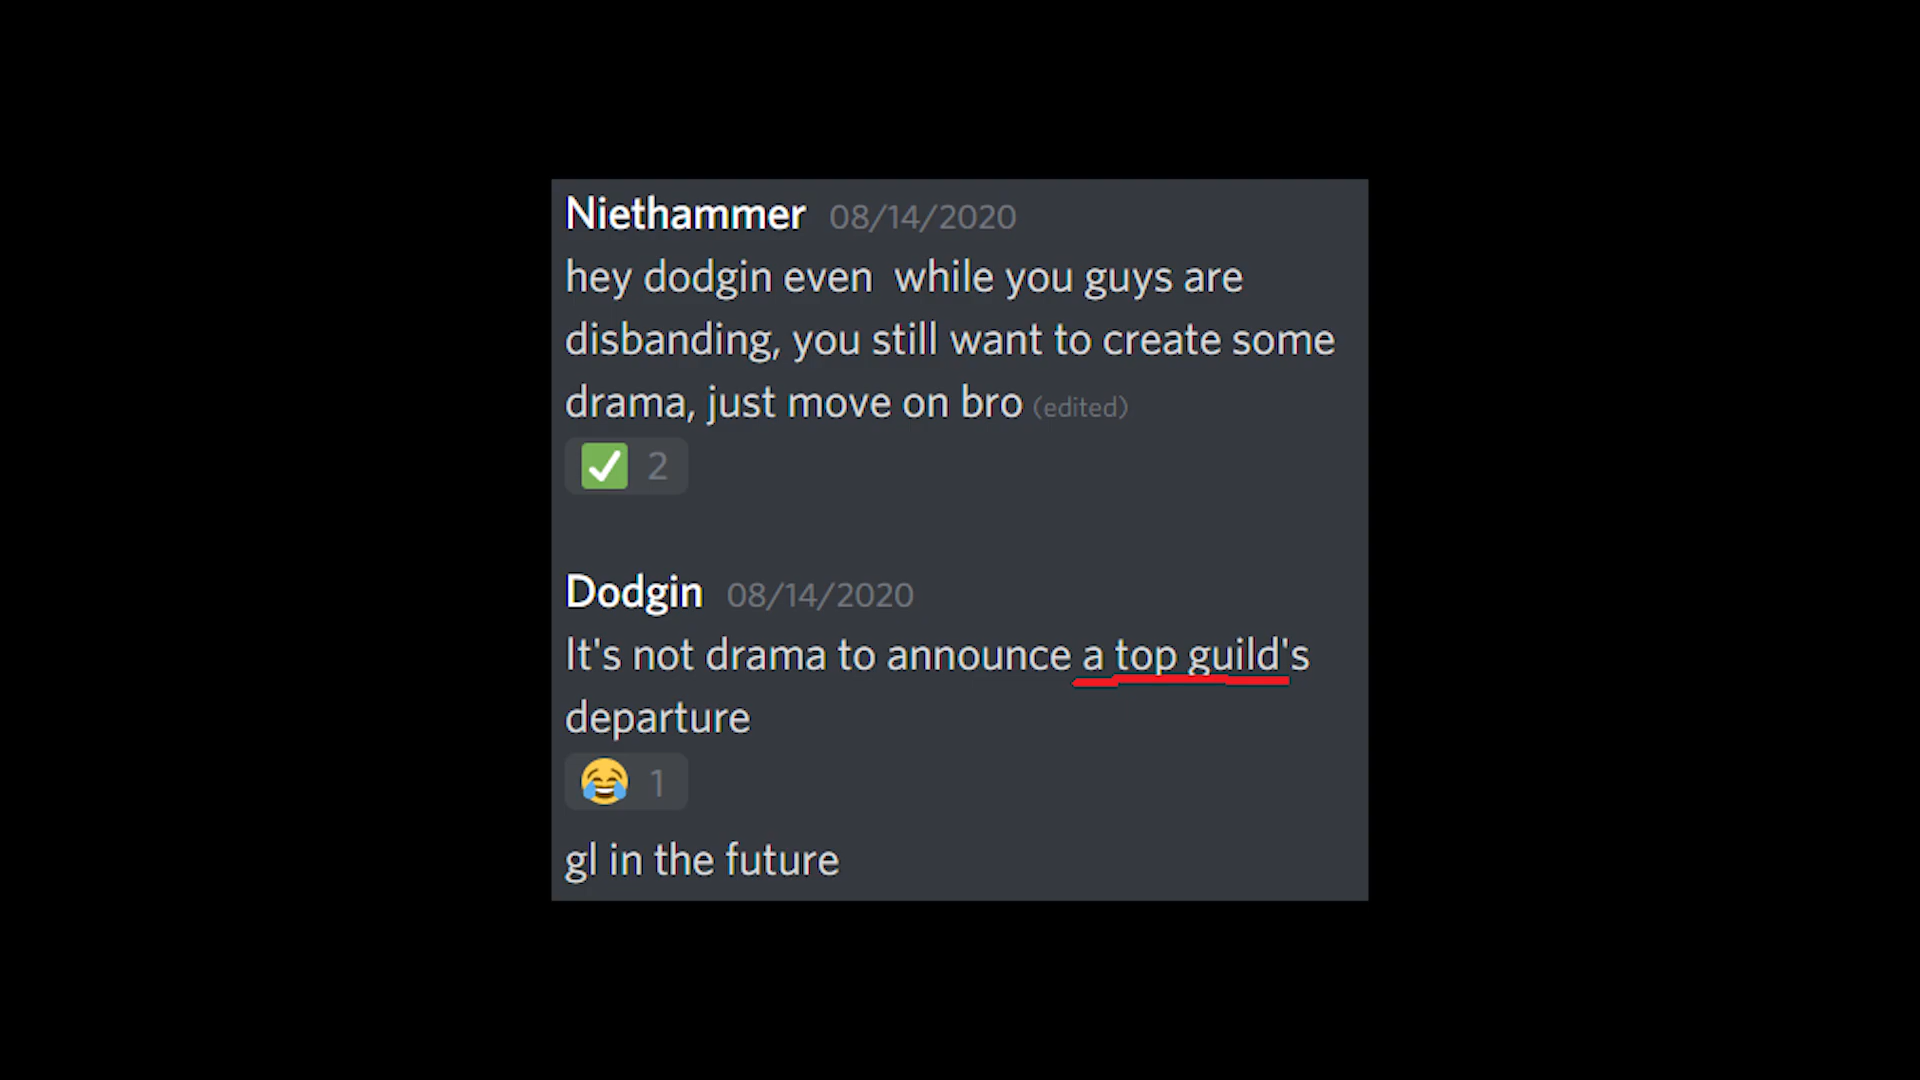 Niethammer 08/14/2020
hey dodgin even  while you guys are
disbanding, you still want to create some
drama, just move on bro (edited)
✅ 2
Dodgin 08/14/2020
It's not drama to announce a top guild's
departure
😂 1
gl in the future